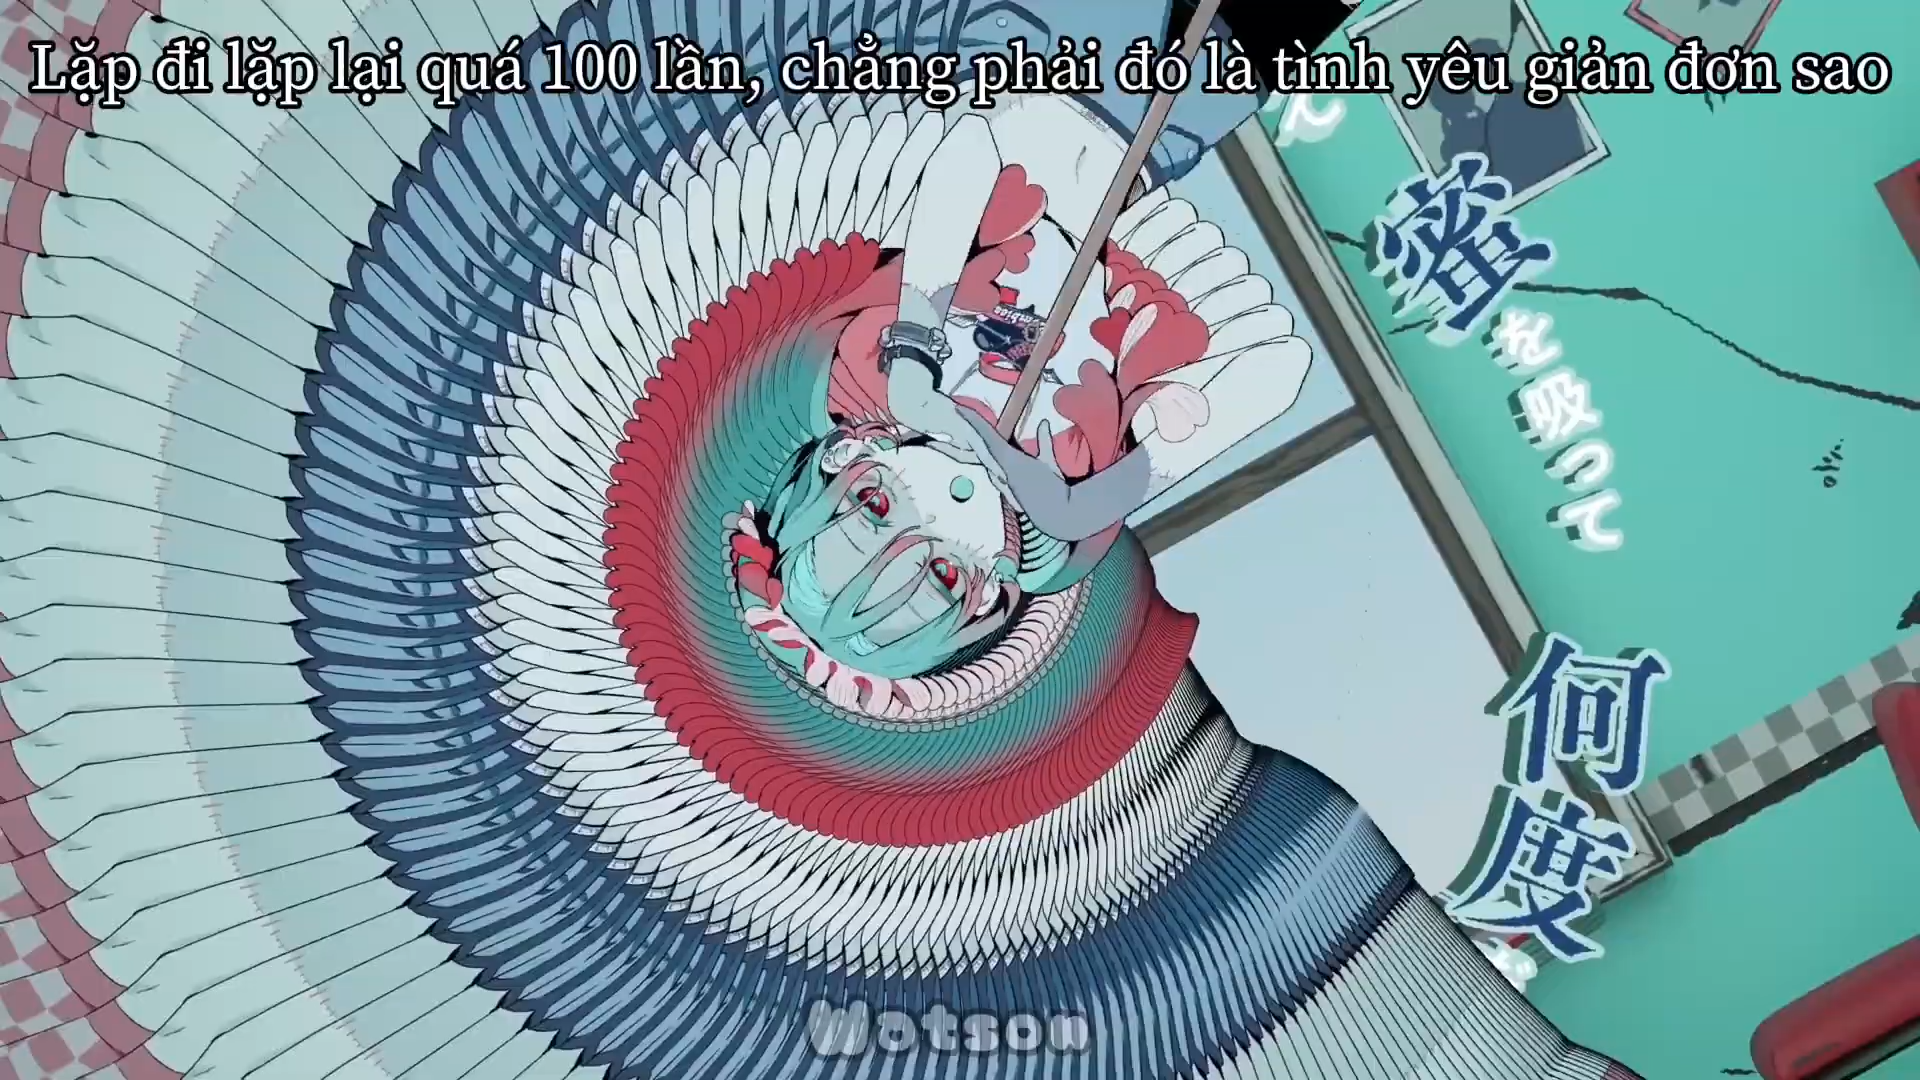 Lặp đi lặp lại quá 100 lần, chẳng phải đó là tình yêu giản đơn sao
ん
蜜を吸って
何度
Wotson